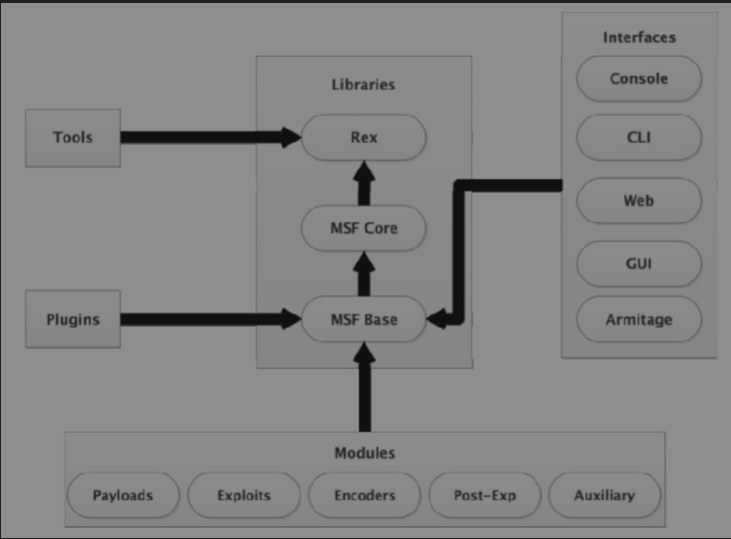 Interfaces
Libraries
Console
Tools
Rex
CLI
MSF Core
Web
GUI
Plugins
MSF Base
Armitage
Modules
Payloads
Exploits
Encoders
Post-Exp
Auxiliary